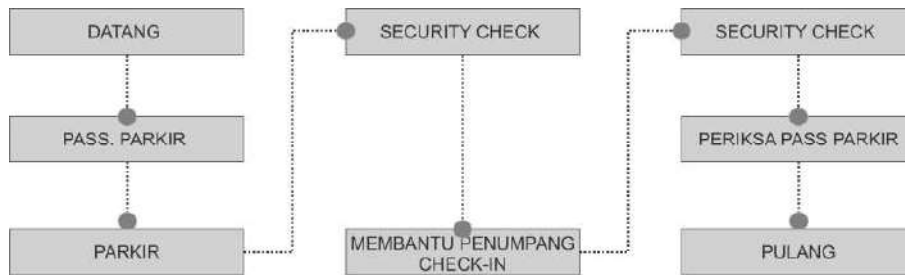 DATANG
PASS. PARKIR
PARKIR
SECURITY CHECK
MEMBANTU PENUMPANG
CHECK-IN
SECURITY CHECK
PERIKSA PASS PARKIR
PULANG